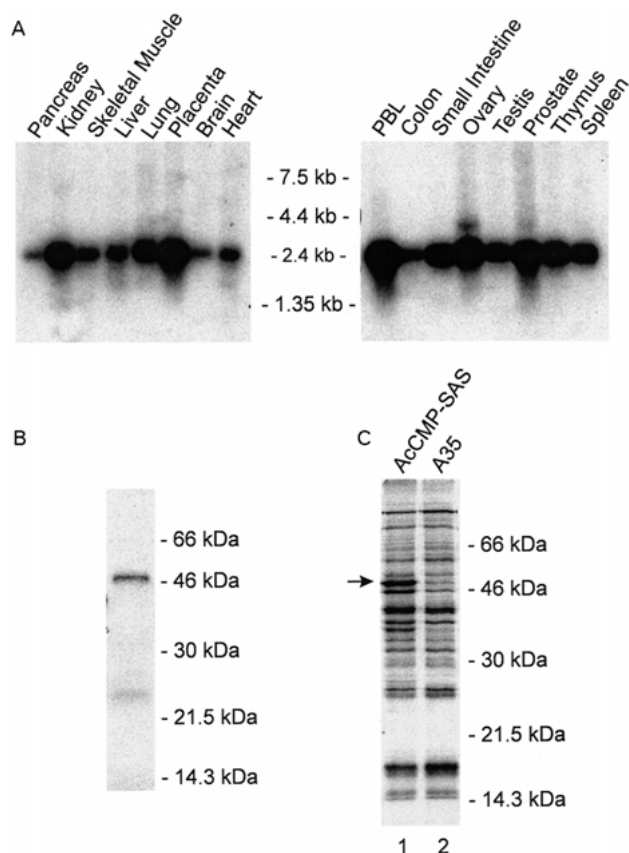 A
Pancreas
Kidney
Skeletal Muscle
Liver
Lung
Placenta
Brain
Heart
PBL
Colon
Small Intestine
Ovary
Testis
Prostate
Thymus
Spleen
- 7.5 kb -
- 4.4 kb -
- 2.4 kb -
- 1.35 kb -
B
- 66 kDa
- 46 kDa
- 30 kDa
- 21.5 kDa
- 14.3 kDa
C
AcCMP-SAS
A35
- 66 kDa
- 46 kDa
- 30 kDa
- 21.5 kDa
- 14.3 kDa
1 2